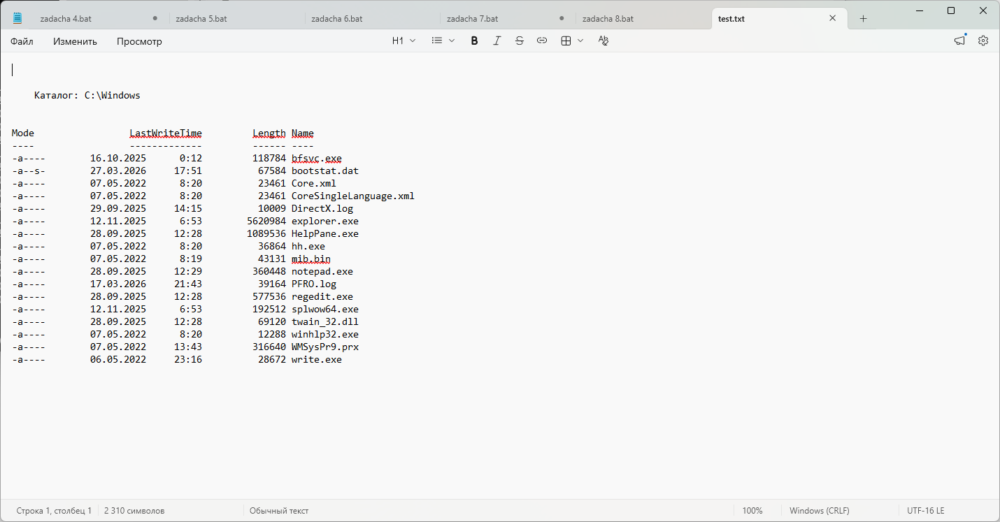 zadacha 4.bat zadacha 5.bat zadacha 6.bat zadacha 7.bat zadacha 8.bat test.txt
Файл Изменить Просмотр H1 B I S
Каталог: C:\Windows
Mode                 LastWriteTime         Length Name
----                 -------------         ------ ----
-a----        16.10.2025      0:12         118784 bfsvc.exe
-a--s-        27.03.2026     17:51          67584 bootstat.dat
-a----        07.05.2022      8:20          23461 Core.xml
-a----        07.05.2022      8:20          23461 CoreSingleLanguage.xml
-a----        29.09.2025     14:15          10009 DirectX.log
-a----        12.11.2025      6:53        5620984 explorer.exe
-a----        28.09.2025     12:28        1089536 HelpPane.exe
-a----        07.05.2022      8:20          36864 hh.exe
-a----        07.05.2022      8:19          43131 mib.bin
-a----        28.09.2025     12:29         360448 notepad.exe
-a----        17.03.2026     21:43          39164 PFRO.log
-a----        28.09.2025     12:28         577536 regedit.exe
-a----        12.11.2025      6:53         192512 splwow64.exe
-a----        28.09.2025     12:28          69120 twain_32.dll
-a----        07.05.2022      8:20          12288 winhlp32.exe
-a----        07.05.2022     13:43         316640 WMSysPr9.prx
-a----        06.05.2022     23:16          28672 write.exe
Строка 1, столбец 1 2 310 символов Обычный текст 100% Windows (CRLF) UTF-16 LE